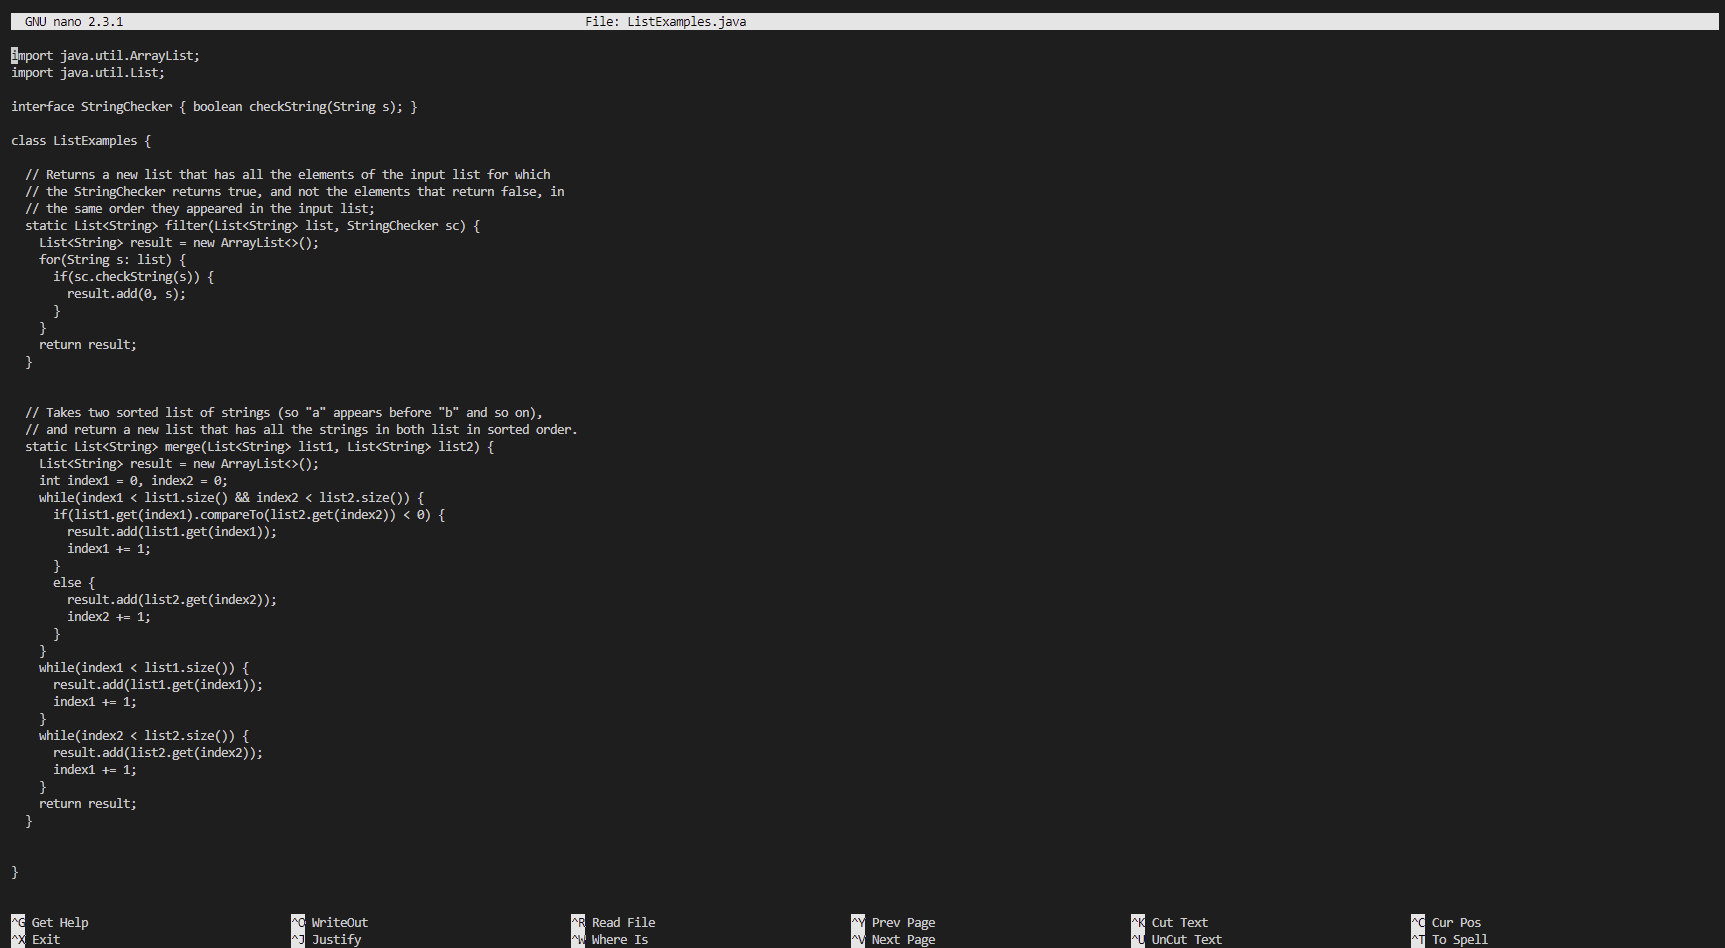 GNU nano 2.3.1 File: ListExamples.java
import java.util.ArrayList;
import java.util.List;
interface StringChecker { boolean checkString(String s); }
class ListExamples {
// Returns a new list that has all the elements of the input list for which
// the StringChecker returns true, and not the elements that return false, in
// the same order they appeared in the input list;
static List<String> filter(List<String> list, StringChecker sc) {
List<String> result = new ArrayList<>();
for(String s: list) {
if(sc.checkString(s)) {
result.add(0, s);
}
}
return result;
}
// Takes two sorted list of strings (so "a" appears before "b" and so on),
// and return a new list that has all the strings in both list in sorted order.
static List<String> merge(List<String> list1, List<String> list2) {
List<String> result = new ArrayList<>();
int index1 = 0, index2 = 0;
while(index1 < list1.size() && index2 < list2.size()) {
if(list1.get(index1).compareTo(list2.get(index2)) < 0) {
result.add(list1.get(index1));
index1 += 1;
}
else {
result.add(list2.get(index2));
index2 += 1;
}
}
while(index1 < list1.size()) {
result.add(list1.get(index1));
index1 += 1;
}
while(index2 < list2.size()) {
result.add(list2.get(index2));
index1 += 1;
}
return result;
}
}
^G Get Help ^O WriteOut ^R Read File ^Y Prev Page ^K Cut Text ^C Cur Pos
^X Exit ^J Justify ^W Where Is ^V Next Page ^U UnCut Text ^T To Spell